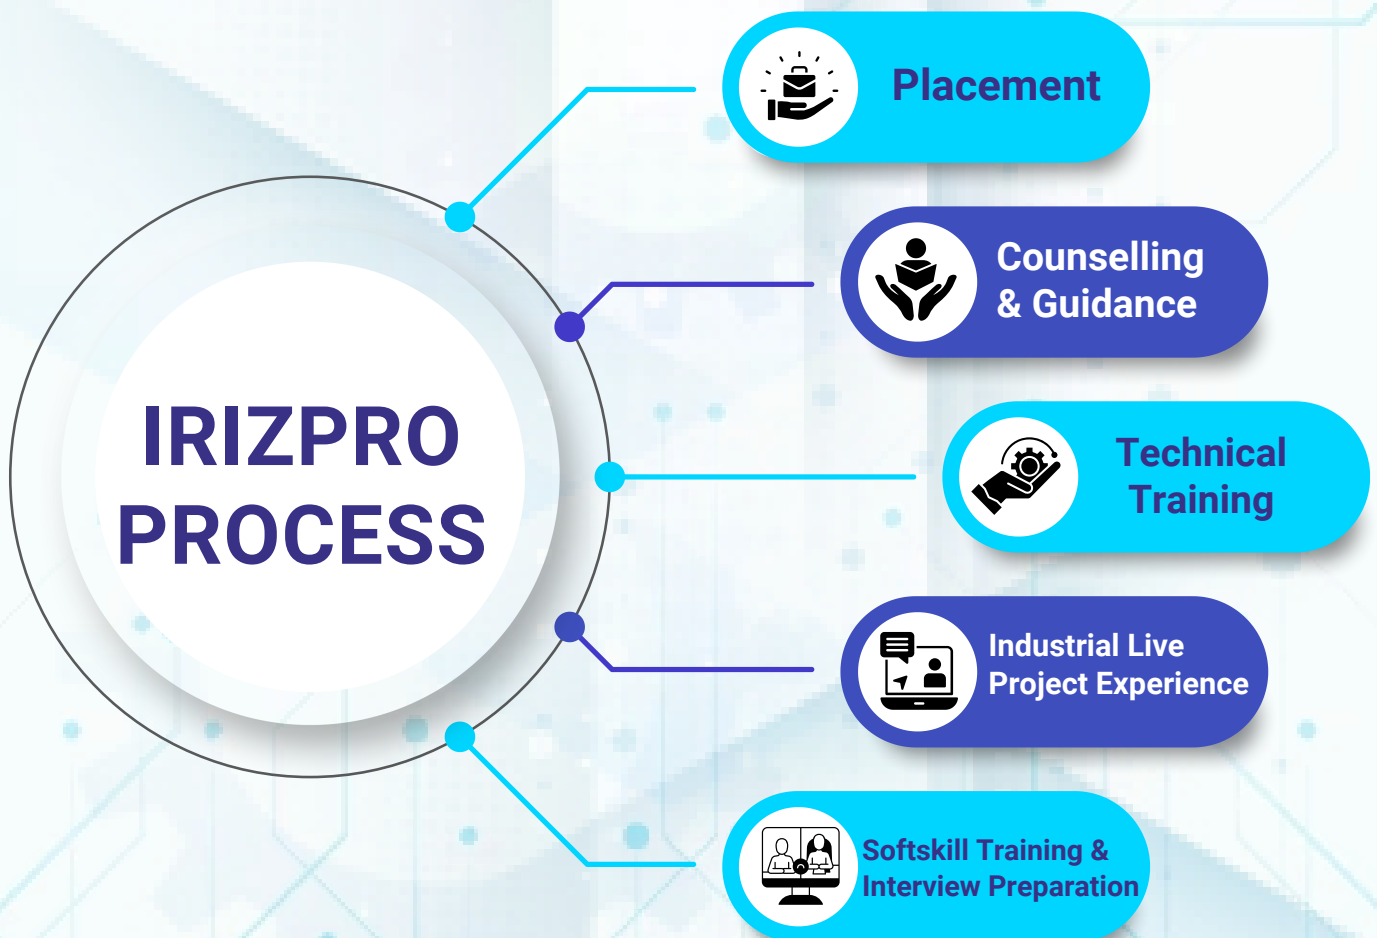 IRIZPRO
PROCESS
Placement
Counselling
& Guidance
Technical
Training
Industrial Live
Project Experience
Softskill Training &
Interview Preparation